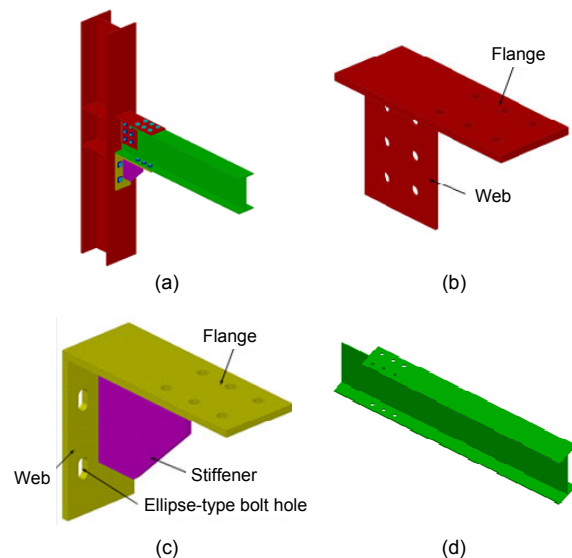 Flange
Web
(a)
(b)
Flange
Web
Stiffener
Ellipse-type bolt hole
(c)
(d)